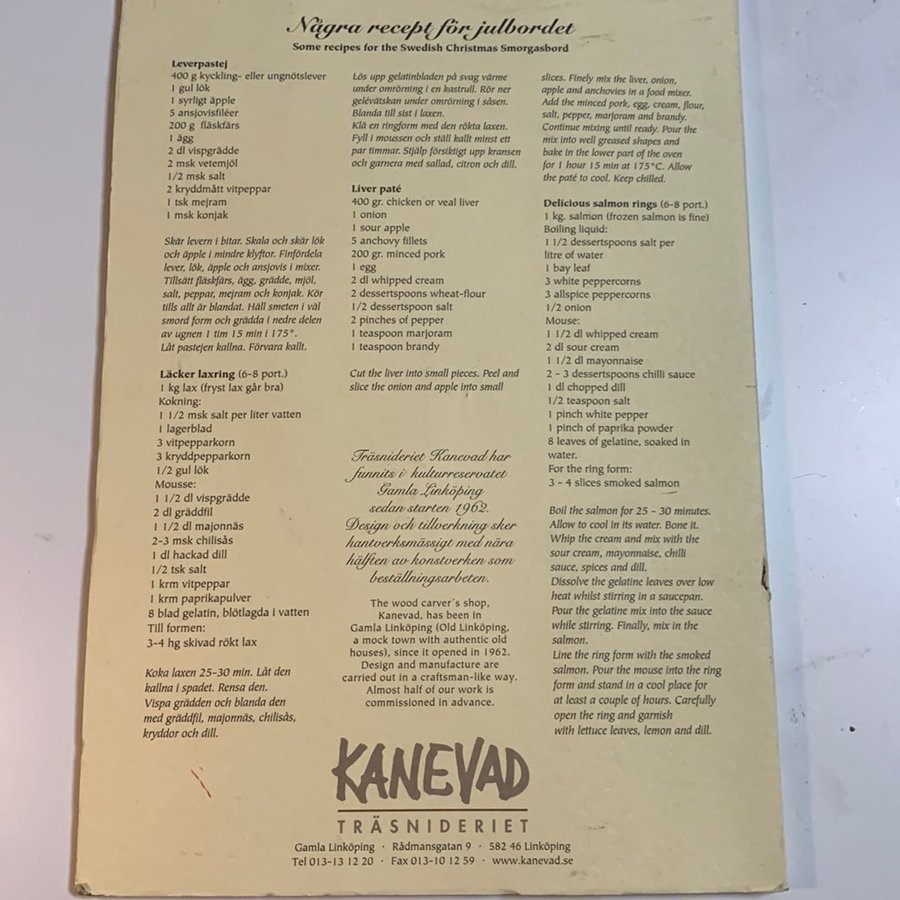 Några recept för julbordet
Some recipes for the Swedish Christmas Smorgasbord
Leverpastej
400 g kyckling- eller ungnötslever
1 gul lök
1 syrligt äpple
5 ansjovisfiléer
200 g fläskfärs
1 ägg
2 dl vispgrädde
2 msk vetemjöl
1/2 msk salt
2 kryddmått vitpeppar
1 tsk mejram
1 msk konjak
Skär levern i bitar. Skala och skär lök
och äpple i mindre klyftor. Finfördela
lever, lök, äpple och ansjovis i mixer.
Tillsätt fläskfärs, ägg, grädde, mjöl,
salt, peppar, mejram och konjak. Kör
tills allt är blandat. Häll smeten i väl
smord form och grädda i nedre delen
av ugnen 1 tim 15 min i 175°.
Låt pastejen kallna. Förvara kallt.
Läcker laxring (6-8 port.)
1 kg lax (fryst lax går bra)
Kokning:
1 1/2 msk salt per liter vatten
1 lagerblad
3 vitpepparkorn
3 kryddpepparkorn
1/2 gul lök
Mousse:
1 1/2 dl vispgrädde
2 dl gräddfil
1 1/2 dl majonnäs
2-3 msk chilisås
1 dl hackad dill
1/2 tsk salt
1 krm vitpeppar
1 krm paprikapulver
8 blad gelatin, blötlagda i vatten
Till formen:
3-4 hg skivad rökt lax
Koka laxen 25-30 min. Låt den
kallna i spadet. Rensa den.
Vispa grädden och blanda den
med gräddfil, majonnäs, chilisås,
kryddor och dill.
Lös upp gelatinbladen på svag värme
under omrörning i en kastrull. Rör ner
gelévätskan under omrörning i såsen.
Blanda till sist i laxen.
Klä en ringform med den rökta laxen.
Fyll i moussen och ställ kallt minst ett
par timmar. Stjälp försiktigt upp kransen
och garnera med sallad, citron och dill.
Liver paté
400 gr. chicken or veal liver
1 onion
1 sour apple
5 anchovy fillets
200 gr. minced pork
1 egg
2 dl whipped cream
2 dessertspoons wheat-flour
1/2 dessertspoon salt
2 pinches of pepper
1 teaspoon marjoram
1 teaspoon brandy
Cut the liver into small pieces. Peel and
slice the onion and apple into small
slices. Finely mix the liver, onion,
apple and anchovies in a food mixer.
Add the minced pork, egg, cream, flour,
salt, pepper, marjoram and brandy.
Continue mixing until ready. Pour the
mix into well greased shapes and
bake in the lower part of the oven
for 1 hour 15 min at 175°C. Allow
the paté to cool. Keep chilled.
Delicious salmon rings (6-8 port.)
1 kg. salmon (frozen salmon is fine)
Boiling liquid:
1 1/2 dessertspoons salt per
litre of water
1 bay leaf
3 white peppercorns
3 allspice peppercorns
1/2 onion
Mouse:
1 1/2 dl whipped cream
2 dl sour cream
1 1/2 dl mayonnaise
2 - 3 dessertspoons chilli sauce
1 dl chopped dill
1/2 teaspoon salt
1 pinch white pepper
1 pinch of paprika powder
8 leaves of gelatine, soaked in
water.
For the ring form:
3 - 4 slices smoked salmon
Boil the salmon for 25 - 30 minutes.
Allow to cool in its water. Bone it.
Whip the cream and mix with the
sour cream, mayonnaise, chilli
sauce, spices and dill.
Dissolve the gelatine leaves over low
heat whilst stirring in a saucepan.
Pour the gelatine mix into the sauce
while stirring. Finally, mix in the
salmon.
Line the ring form with the smoked
salmon. Pour the mouse into the ring
form and stand in a cool place for
at least a couple of hours. Carefully
open the ring and garnish
with lettuce leaves, lemon and dill.
Träsnideriet Kanevad har
funnits i kulturreservatet
Gamla Linköping
sedan starten 1962.
Design och tillverkning sker
hantverksmässigt med nära
hälften av konstverken som
beställningsarbeten.
The wood carver´s shop,
Kanevad, has been in
Gamla Linköping (Old Linköping,
a mock town with authentic old
houses), since it opened in 1962.
Design and manufacture are
carried out in a craftsman-like way.
Almost half of our work is
commissioned in advance.
KANEVAD
TRÄSNIDERIET
Gamla Linköping · Rådmansgatan 9 · 582 46 Linköping
Tel 013-13 12 20 · Fax 013-10 12 59 · www.kanevad.se